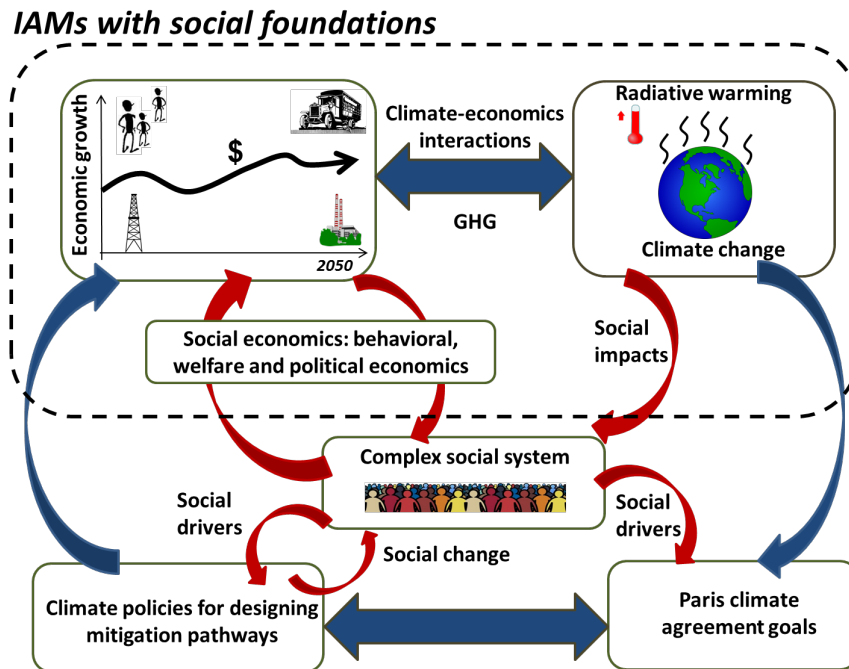 IAMs with social foundations
Economic growth
$
2050
Climate-economics
interactions
GHG
Radiative warming
Climate change
Social economics: behavioral,
welfare and political economics
Social
impacts
Complex social system
Social
drivers
Social change
Social
drivers
Climate policies for designing
mitigation pathways
Paris climate
agreement goals